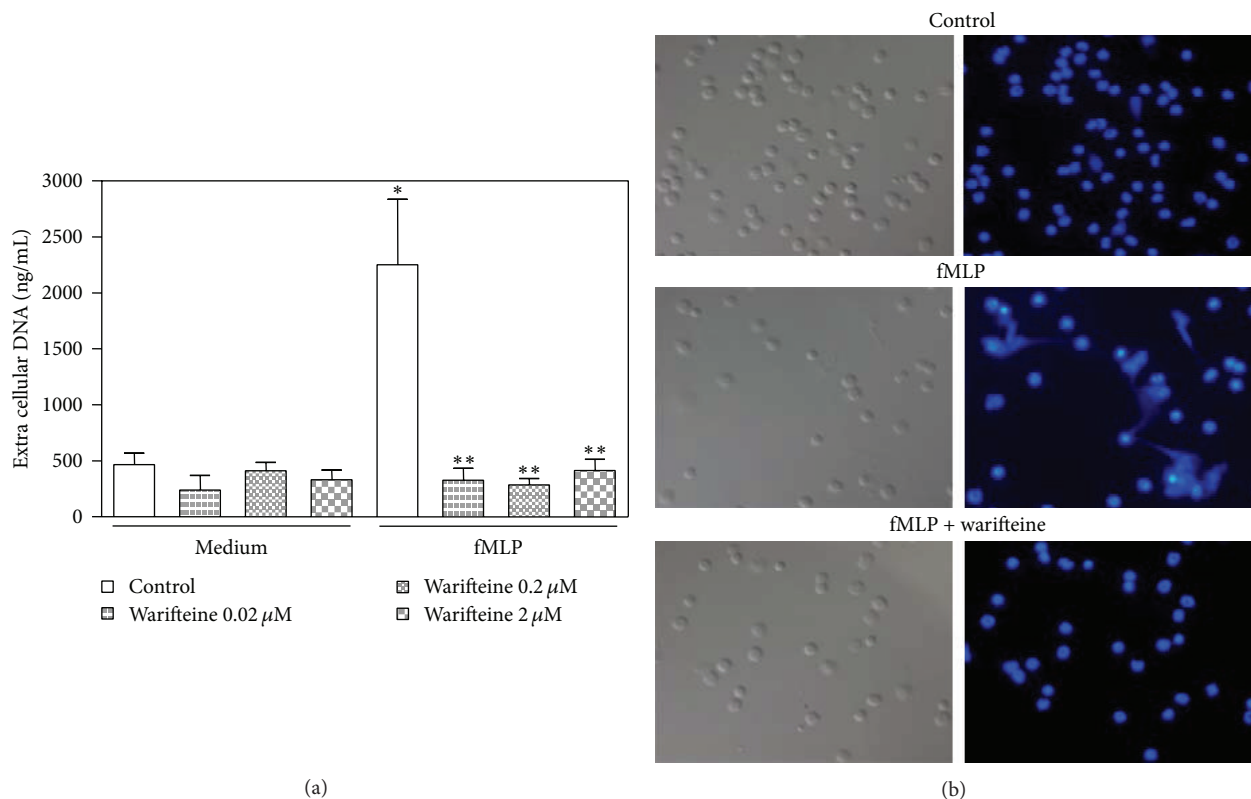 3000
2500
2000
1500
1000
500
0
Extra cellular DNA (ng/mL)
*
** ** **
Medium fMLP
Control
Warifteine 0.02 μM
Warifteine 0.2 μM
Warifteine 2 μM
(a)
Control
fMLP
fMLP + warifteine
(b)